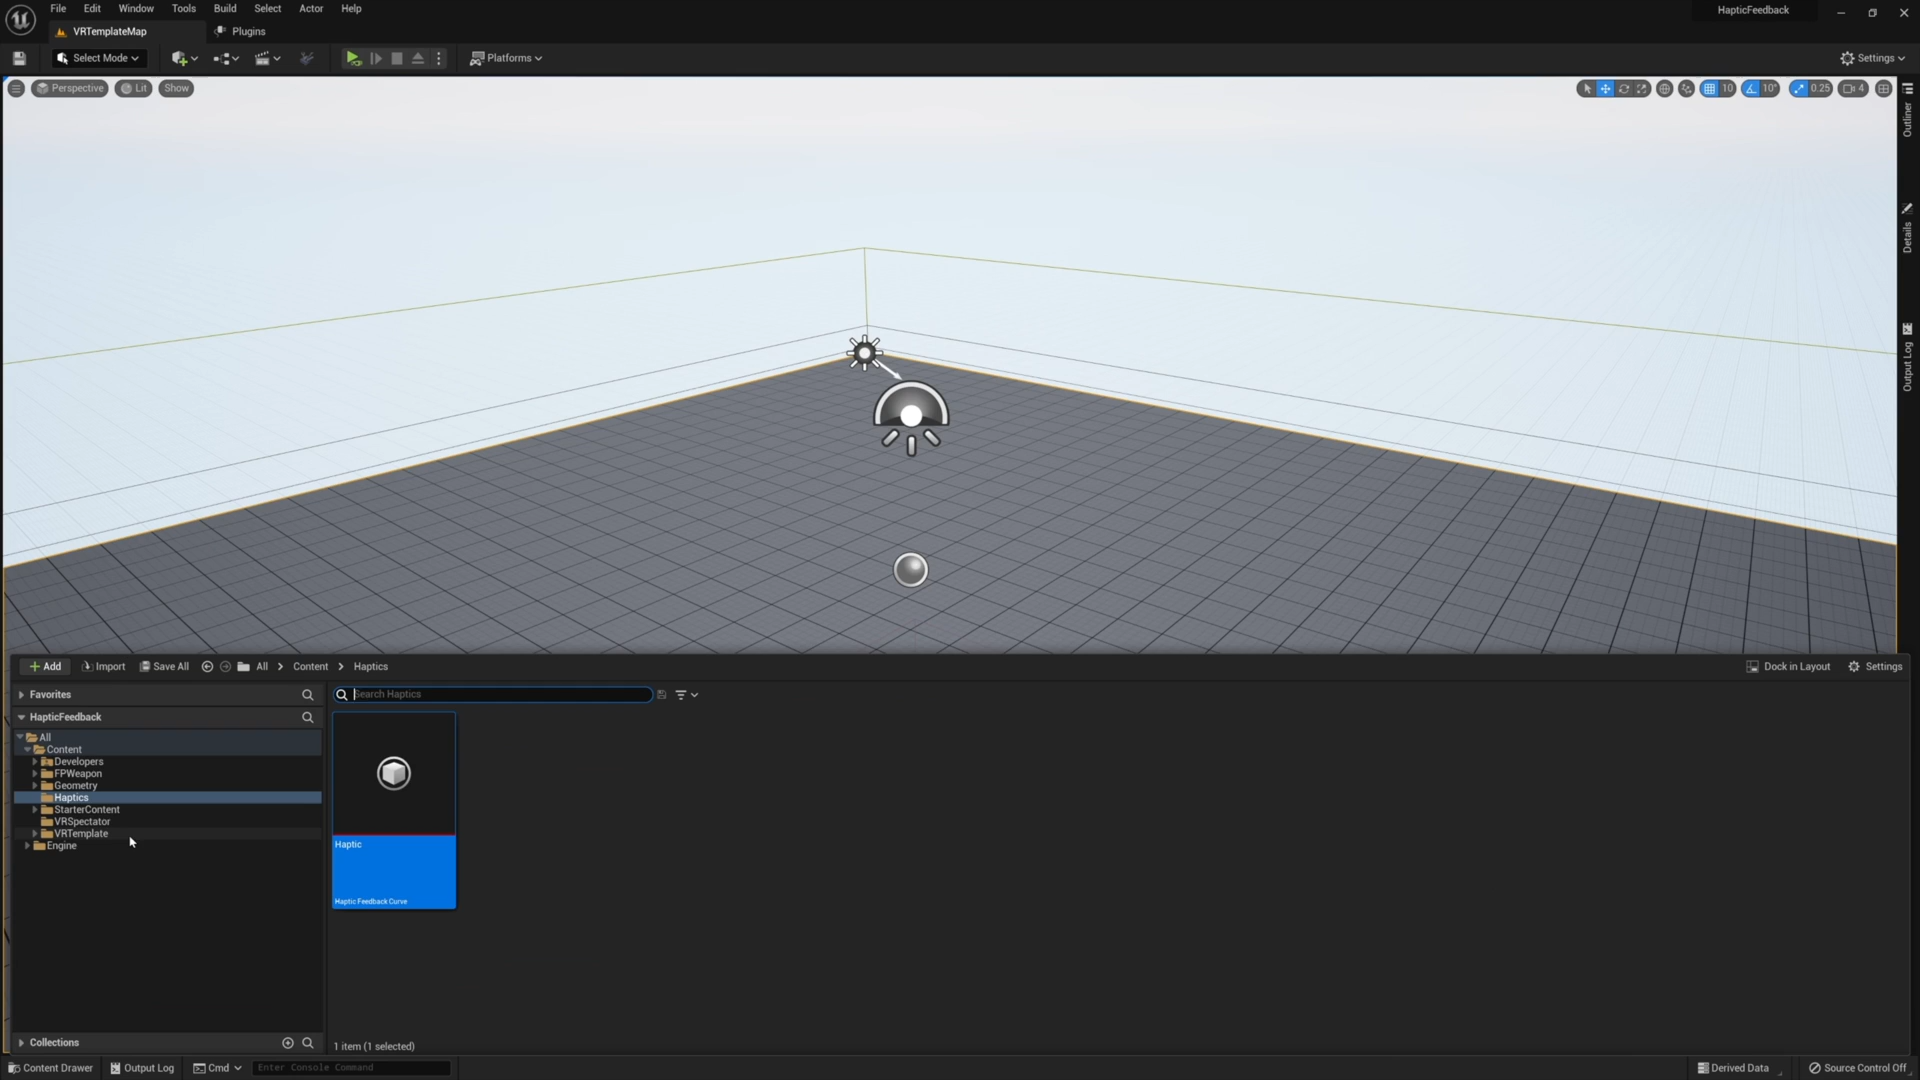 File Edit Window Tools Build Select Actor Help
HapticFeedback
VRTemplateMap
Plugins
Select Mode
Platforms
Settings
Perspective
Lit
Show
10
10°
0.25
4
Outliner
Details
Output Log
Add
Import
Save All
All
Content
Haptics
Dock in Layout
Settings
Favorites
Search Haptics
HapticFeedback
All
Content
Developers
FPWeapon
Geometry
Haptics
StarterContent
VRSpectator
VRTemplate
Engine
Haptic
Haptic Feedback Curve
Collections
1 item (1 selected)
Content Drawer
Output Log
Cmd
Enter Console Command
Derived Data
Source Control Off